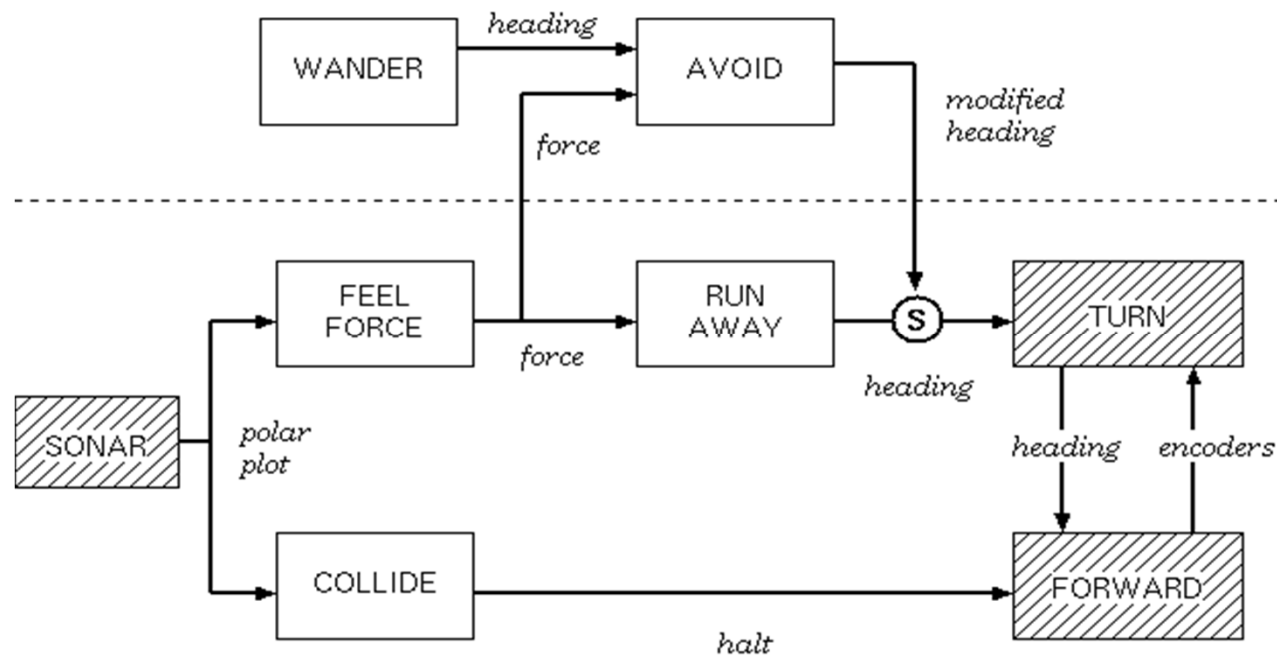 heading
WANDER
AVOID
modified
heading
force
FEEL
FORCE
RUN
AWAY
S
TURN
force
heading
SONAR
polar
plot
heading
encoders
COLLIDE
FORWARD
halt